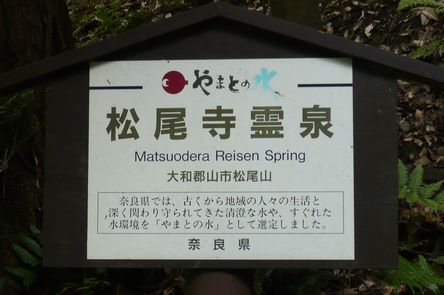 やまとの水
松尾寺霊泉
Matsuodera Reisen Spring
大和郡山市松尾山
奈良県では、古くから地域の人々の生活と
深く関わり守られてきた清澄な水や、すぐれた
水環境を「やまとの水」として選定しました。
奈良県